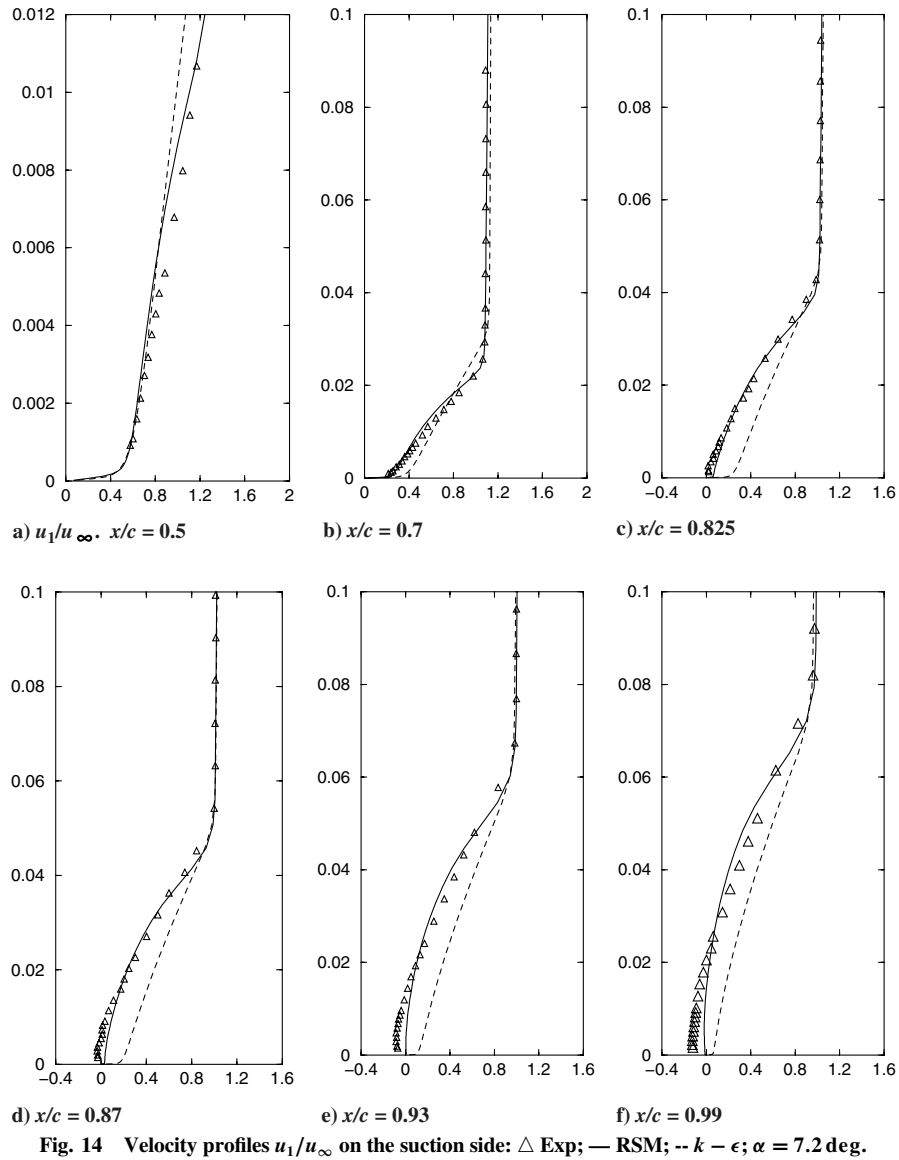 0.012
0.01
0.008
0.006
0.004
0.002
0
0 0.4 0.8 1.2 1.6 2
a) u₁/u∞. x/c = 0.5
0.1
0.08
0.06
0.04
0.02
0
0 0.4 0.8 1.2 1.6 2
b) x/c = 0.7
0.1
0.08
0.06
0.04
0.02
0
−0.4 0 0.4 0.8 1.2 1.6
c) x/c = 0.825
0.1
0.08
0.06
0.04
0.02
0
−0.4 0 0.4 0.8 1.2 1.6
d) x/c = 0.87
0.1
0.08
0.06
0.04
0.02
0
−0.4 0 0.4 0.8 1.2 1.6
e) x/c = 0.93
0.1
0.08
0.06
0.04
0.02
0
−0.4 0 0.4 0.8 1.2 1.6
f) x/c = 0.99
Fig. 14 Velocity profiles u₁/u∞ on the suction side: △ Exp; — RSM; -- k − ϵ; α = 7.2 deg.